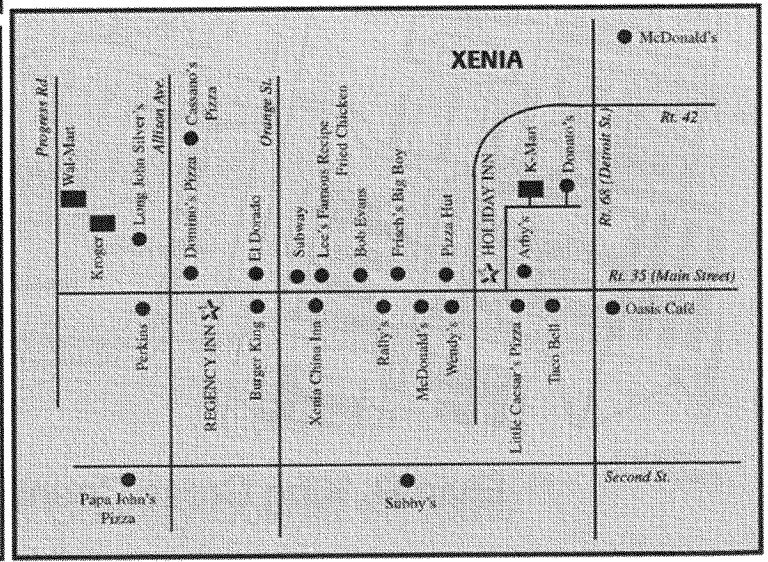 XENIA
McDonald's
Rt. 42
Rt. 68 (Detroit St.)
Progress Rd.
Wal-Mart
Kroger
Long John Silver's
Allison Ave.
Cassano's
Pizza
Domino's Pizza
Orange St.
El Dorado
Subway
Lee's Famous Recipe
Fried Chicken
Bob Evans
Frisch's Big Boy
Pizza Hut
HOLIDAY INN
K-Mart
Donato's
Arby's
Rt. 35 (Main Street)
Perkins
REGENCY INN
Burger King
Xenia China Inn
Rally's
McDonald's
Wendy's
Little Caesar's Pizza
Taco Bell
Oasis Café
Second St.
Papa John's
Pizza
Subby's